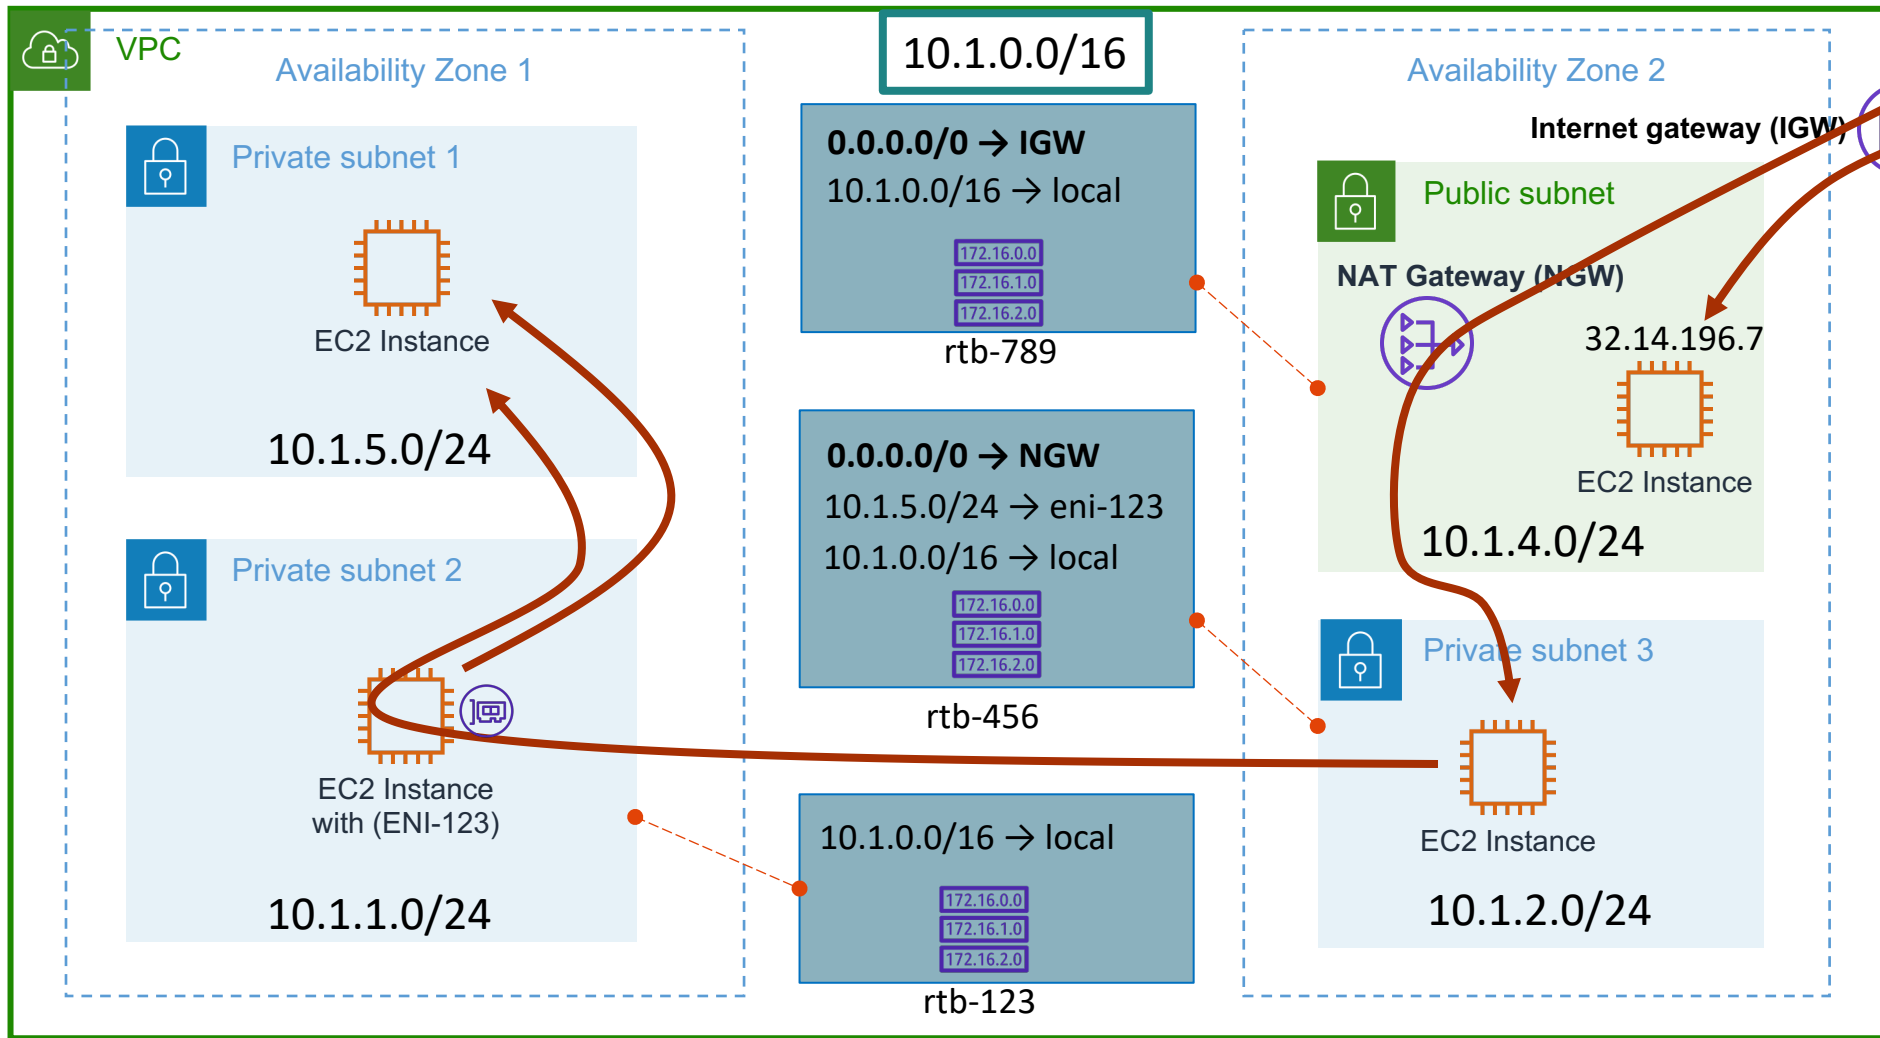 VPC
10.1.0.0/16
Availability Zone 1
Private subnet 1
EC2 Instance
10.1.5.0/24
Private subnet 2
EC2 Instance
with (ENI-123)
10.1.1.0/24
0.0.0.0/0 → IGW
10.1.0.0/16 → local
172.16.0.0
172.16.1.0
172.16.2.0
rtb-789
0.0.0.0/0 → NGW
10.1.5.0/24 → eni-123
10.1.0.0/16 → local
172.16.0.0
172.16.1.0
172.16.2.0
rtb-456
10.1.0.0/16 → local
172.16.0.0
172.16.1.0
172.16.2.0
rtb-123
Availability Zone 2
Internet gateway (IGW)
Public subnet
NAT Gateway (NGW)
32.14.196.7
EC2 Instance
10.1.4.0/24
Private subnet 3
EC2 Instance
10.1.2.0/24